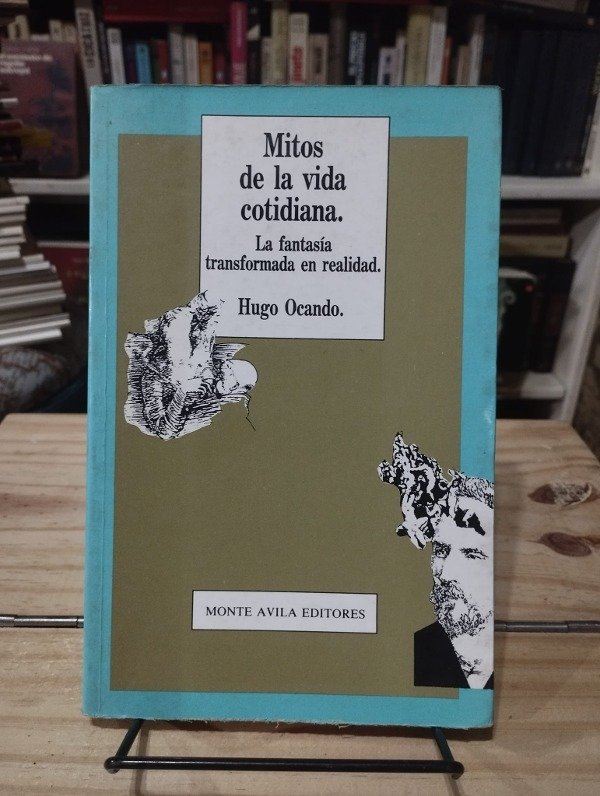 Mitos
de la vida
cotidiana.
La fantasía
transformada en realidad.
Hugo Ocando.
MONTE AVILA EDITORES